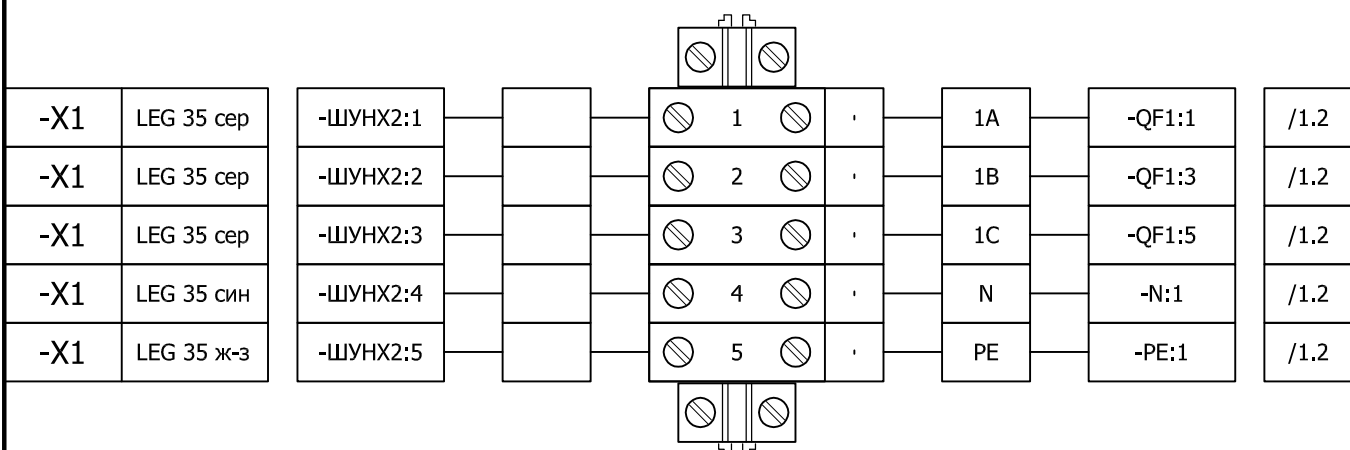 -X1 LEG 35 сер -ШУНХ2:1 1 1A -QF1:1 /1.2
-X1 LEG 35 сер -ШУНХ2:2 2 1B -QF1:3 /1.2
-X1 LEG 35 сер -ШУНХ2:3 3 1C -QF1:5 /1.2
-X1 LEG 35 син -ШУНХ2:4 4 N -N:1 /1.2
-X1 LEG 35 ж-з -ШУНХ2:5 5 PE -PE:1 /1.2